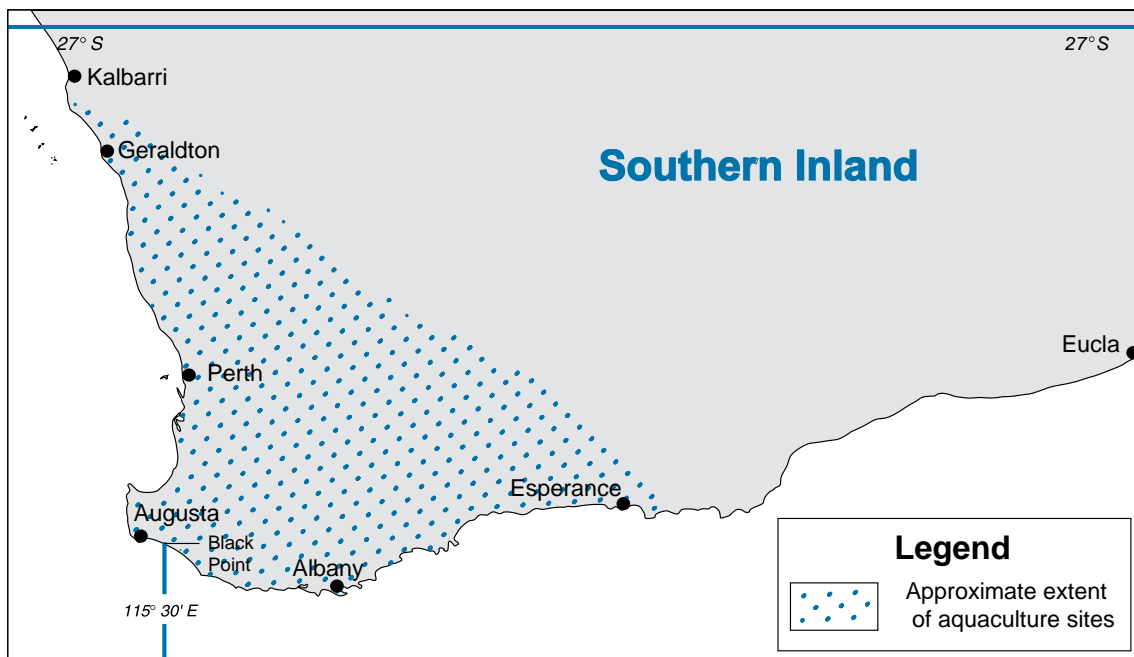 27° S
27°S
Kalbarri
Geraldton
Southern Inland
Eucla
Perth
Esperance
Augusta
Black
Point
Albany
115° 30' E
Legend
Approximate extent
of aquaculture sites